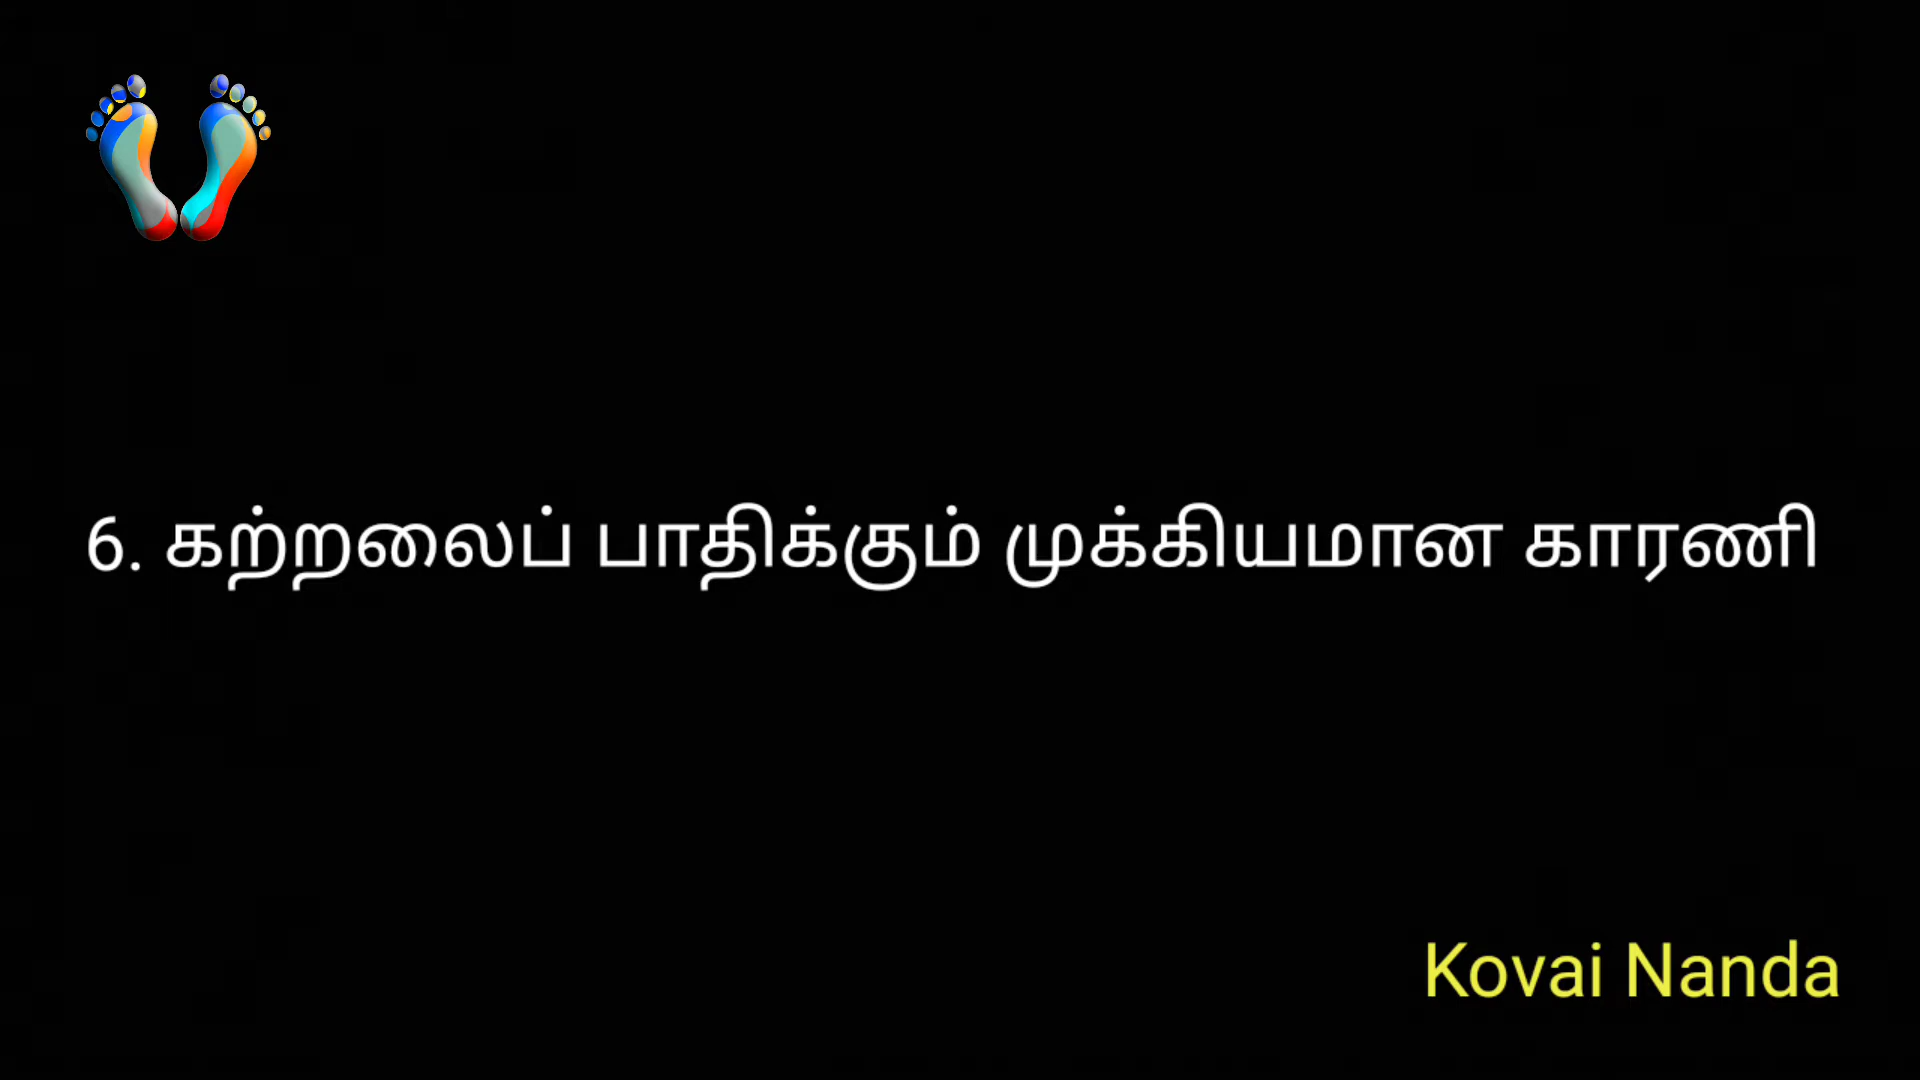 6. கற்றலைப் பாதிக்கும் முக்கியமான காரணி
Kovai Nanda